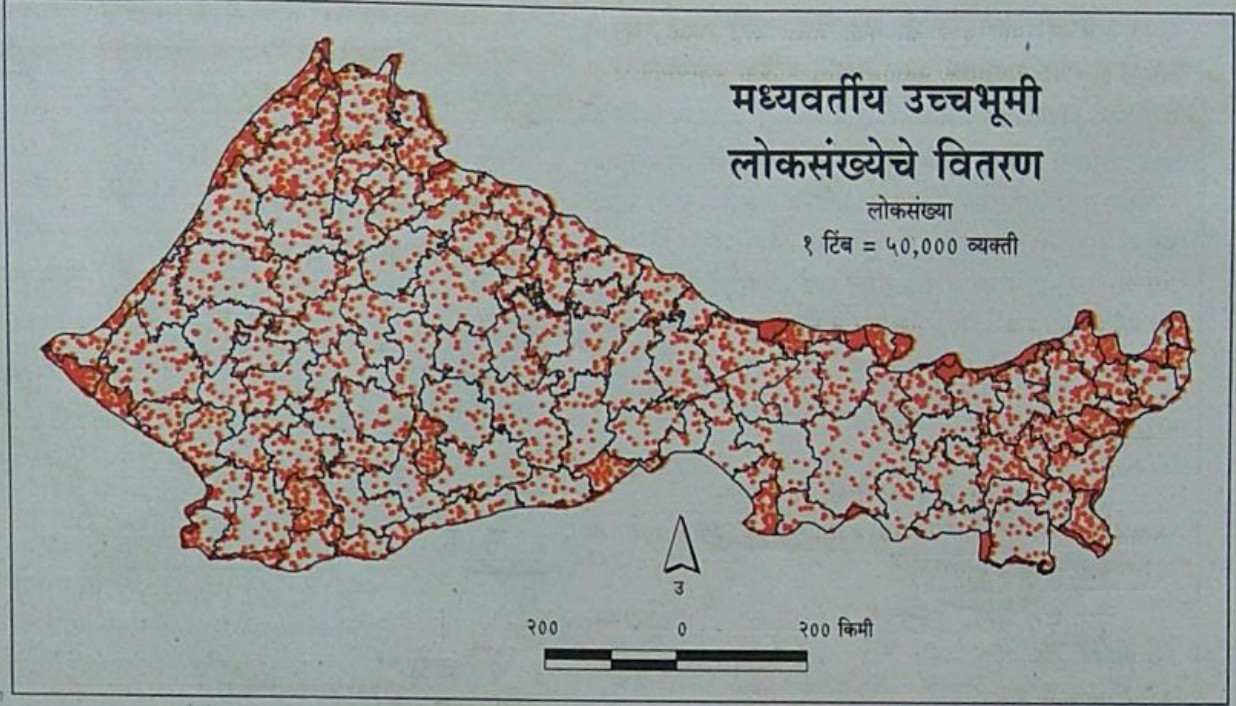 मध्यवर्तीय उच्चभूमी
लोकसंख्येचे वितरण
लोकसंख्या
१ टिंब = ५०,००० व्यक्ती
उ
२०० ० २०० किमी